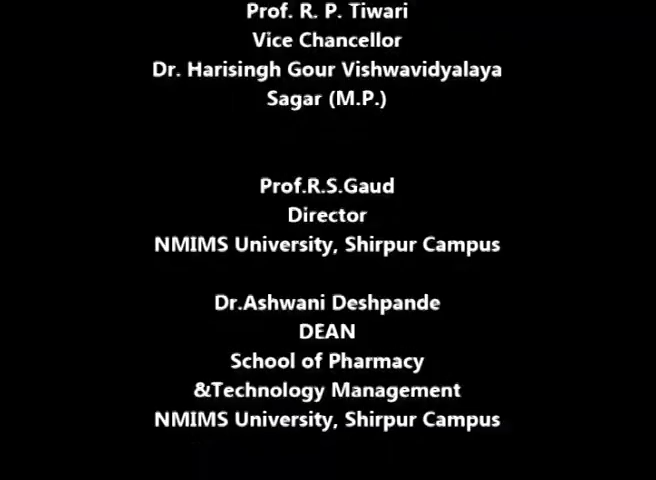 Prof. R. P. Tiwari
Vice Chancellor
Dr. Harisingh Gour Vishwavidyalaya
Sagar (M.P.)
Prof.R.S.Gaud
Director
NMIMS University, Shirpur Campus
Dr.Ashwani Deshpande
DEAN
School of Pharmacy
&Technology Management
NMIMS University, Shirpur Campus